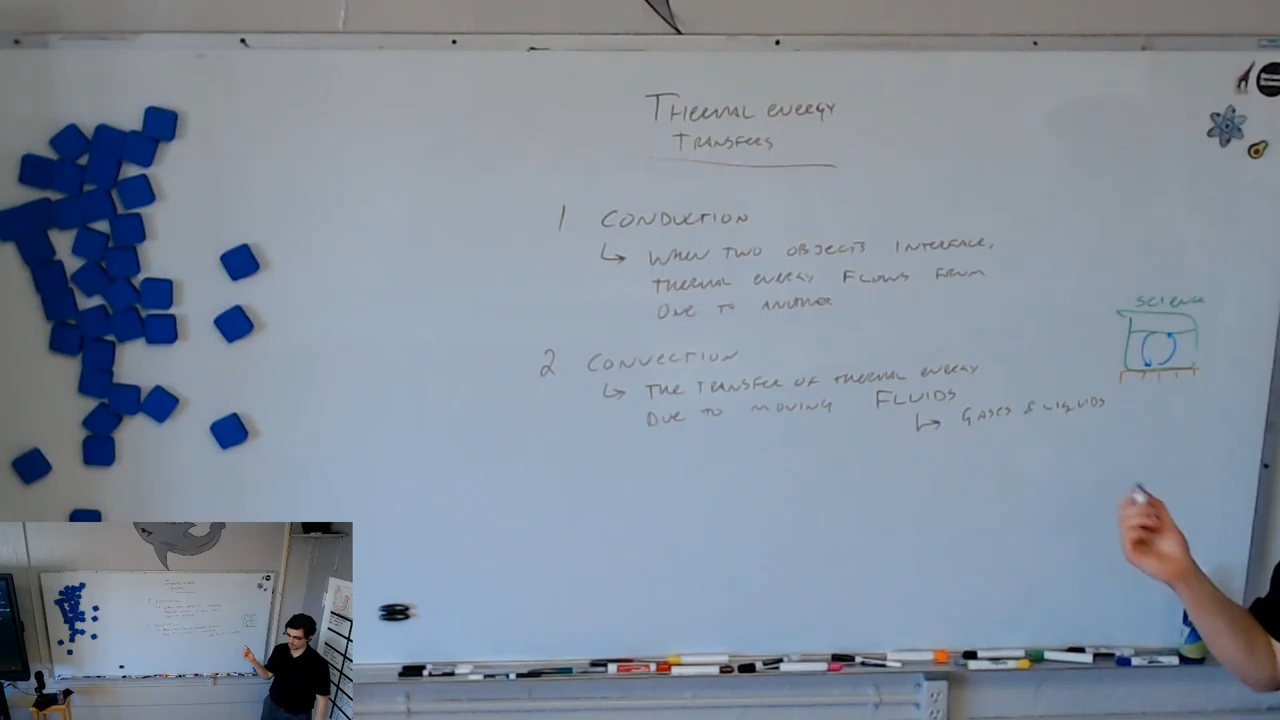 THERMAL ENERGY
TRANSFERS
1 CONDUCTION
↳ WHEN TWO OBJECTS INTERFACE,
THERMAL ENERGY FLOWS FROM
ONE TO ANOTHER
2 CONVECTION
↳ THE TRANSFER OF THERMAL ENERGY
DUE TO MOVING FLUIDS
↳ GASES & LIQUIDS
science